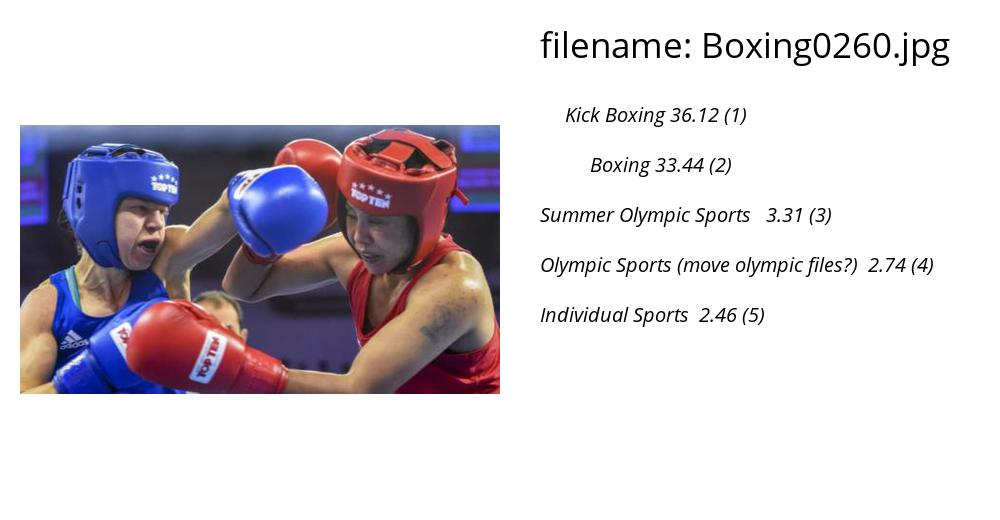 filename: Boxing0260.jpg
Kick Boxing 36.12 (1)
Boxing 33.44 (2)
Summer Olympic Sports 3.31 (3)
Olympic Sports (move olympic files?) 2.74 (4)
Individual Sports 2.46 (5)
TOP TEN
TOP TEN
adidas
TOP TEN